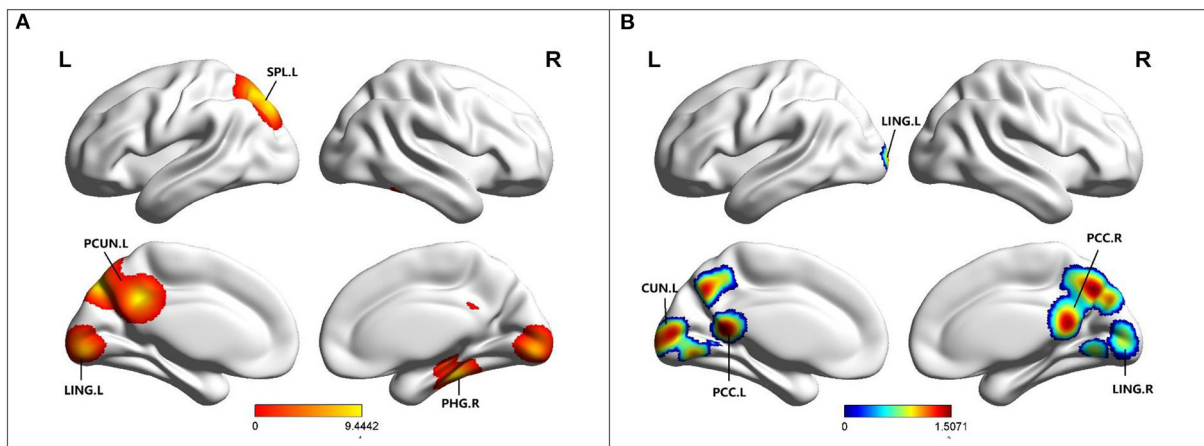 A
B
L
R
SPL.L
PCUN.L
LING.L
PHG.R
0
9.4442
L
R
LING.L
CUN.L
PCC.L
PCC.R
LING.R
0
1.5071